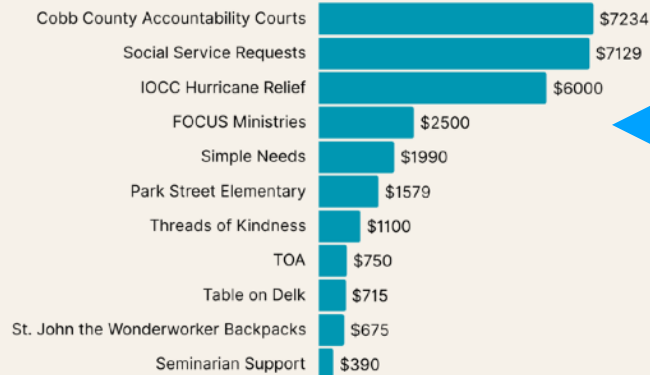 Cobb County Accountability Courts $7234
Social Service Requests $7129
IOCC Hurricane Relief $6000
FOCUS Ministries $2500
Simple Needs $1990
Park Street Elementary $1579
Threads of Kindness $1100
TOA $750
Table on Delk $715
St. John the Wonderworker Backpacks $675
Seminarian Support $390